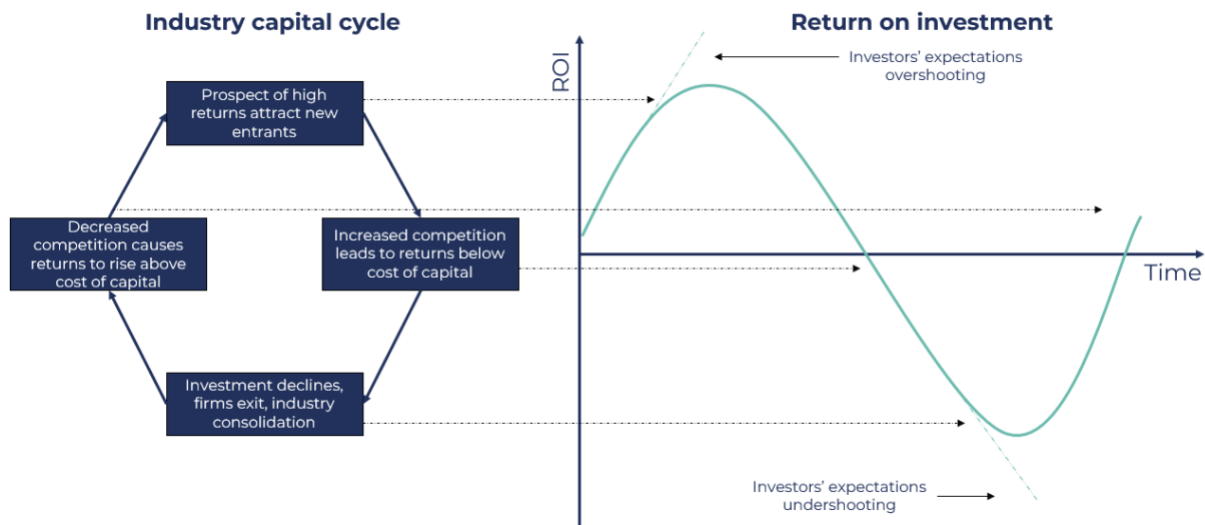 Industry capital cycle
Return on investment
ROI
Investors’ expectations
overshooting
Prospect of high
returns attract new
entrants
Decreased
competition causes
returns to rise above
cost of capital
Increased competition
leads to returns below
cost of capital
Time
Investment declines,
firms exit, industry
consolidation
Investors’ expectations
undershooting